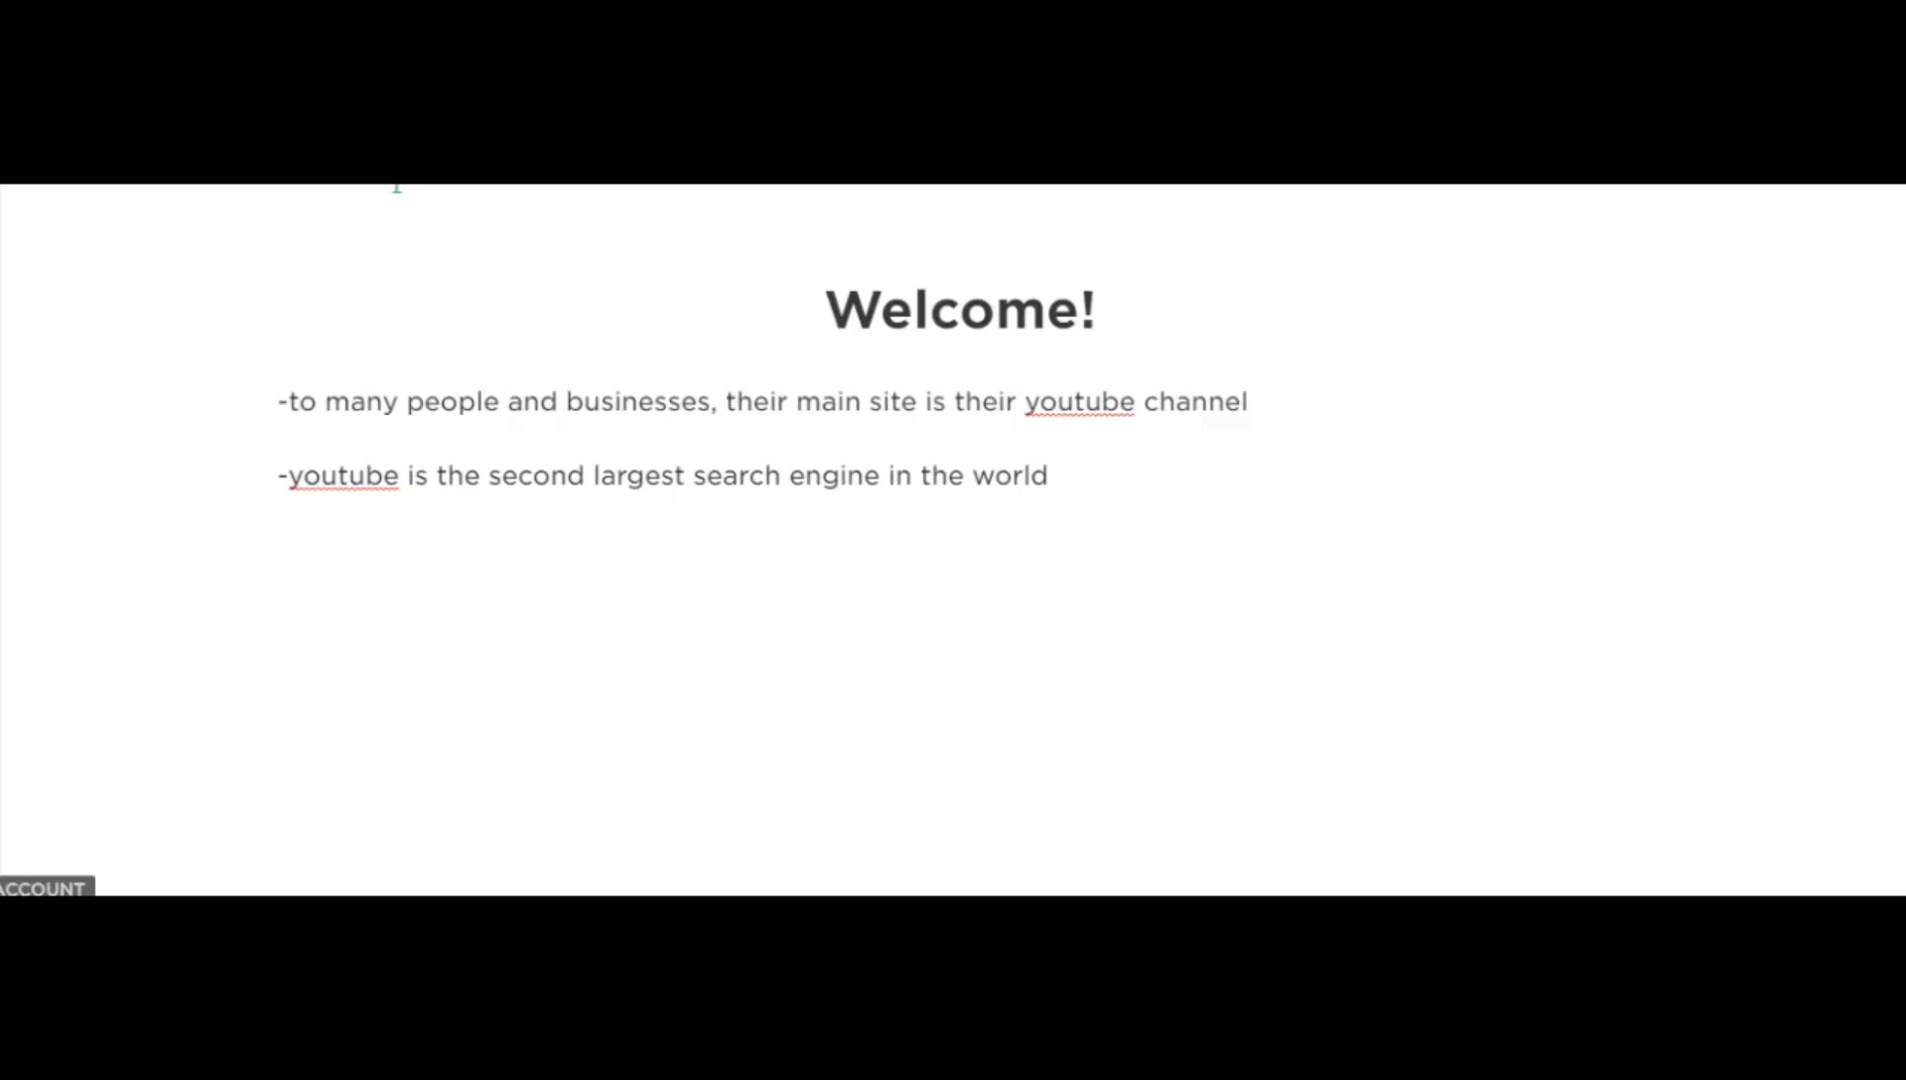 Welcome!
-to many people and businesses, their main site is their youtube channel
-youtube is the second largest search engine in the world
ACCOUNT